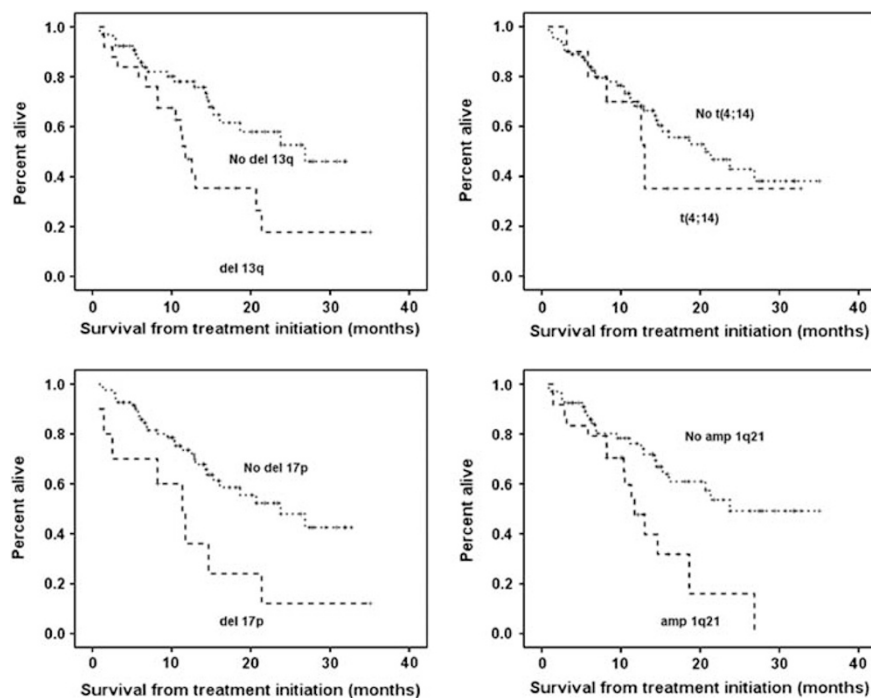 Percent alive
1.0
0.8
0.6
0.4
0.2
0.0
No del 13q
del 13q
0 10 20 30 40
Survival from treatment initiation (months)
Percent alive
1.0
0.8
0.6
0.4
0.2
0.0
No t(4;14)
t(4;14)
0 10 20 30 40
Survival from treatment initiation (months)
Percent alive
1.0
0.8
0.6
0.4
0.2
0.0
No del 17p
del 17p
0 10 20 30 40
Survival from treatment initiation (months)
Percent alive
1.0
0.8
0.6
0.4
0.2
0.0
No amp 1q21
amp 1q21
0 10 20 30 40
Survival from treatment initiation (months)